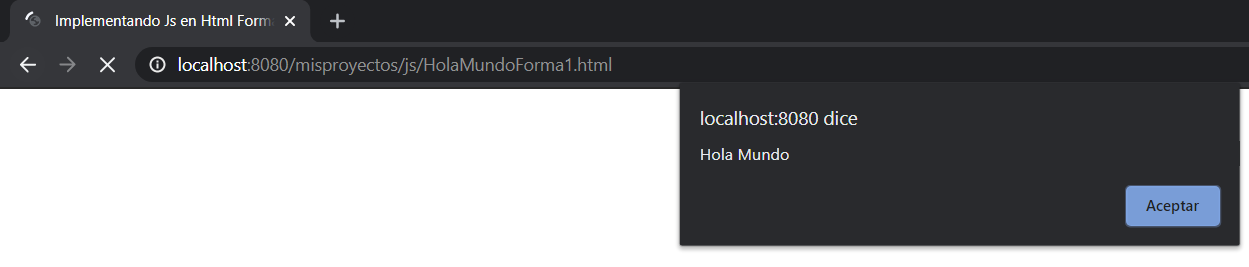 Implementando Js en Html Form
localhost:8080/misproyectos/js/HolaMundoForma1.html
localhost:8080 dice
Hola Mundo
Aceptar